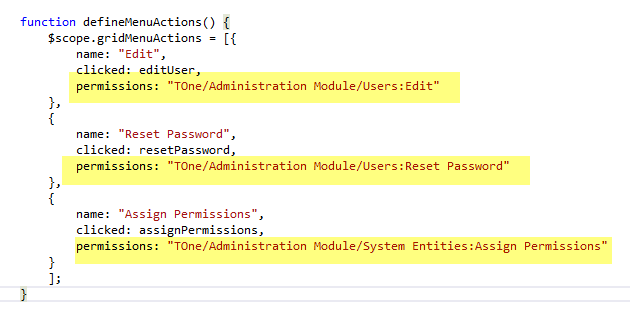 function defineMenuActions() {
$scope.gridMenuActions = [{
name: "Edit",
clicked: editUser,
permissions: "TOne/Administration Module/Users:Edit"
},
{
name: "Reset Password",
clicked: resetPassword,
permissions: "TOne/Administration Module/Users:Reset Password"
},
{
name: "Assign Permissions",
clicked: assignPermissions,
permissions: "TOne/Administration Module/System Entities:Assign Permissions"
}
];
}